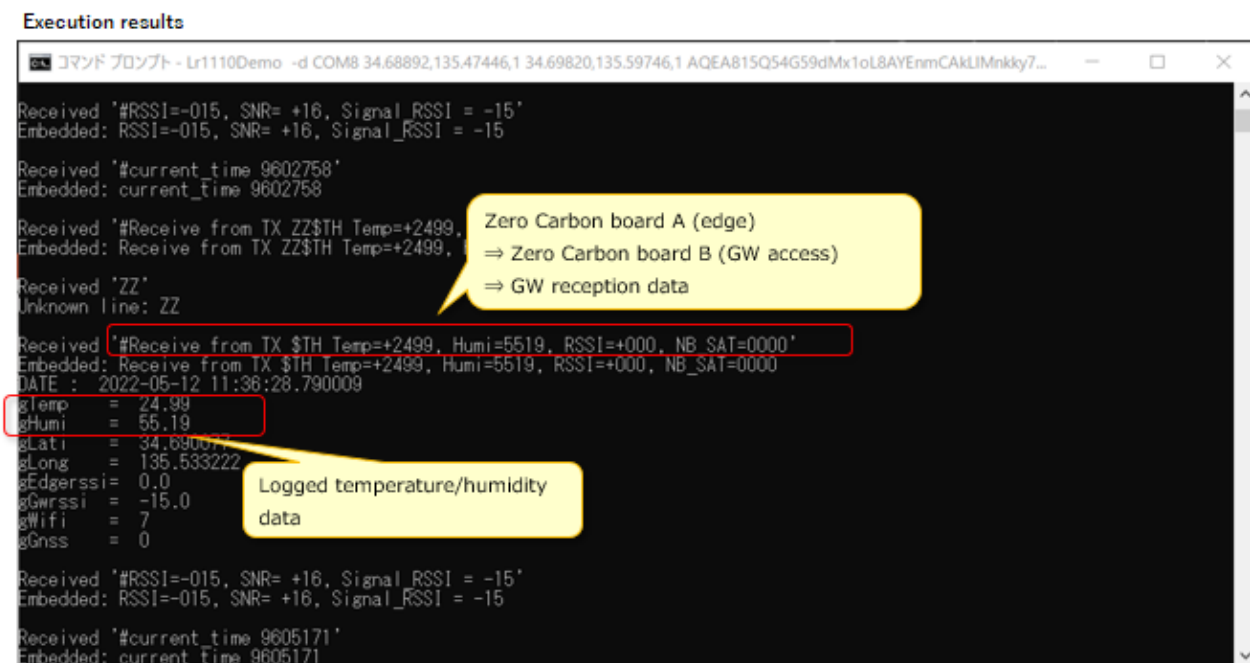 Execution results
コマンド プロンプト - Lr1110Demo -d COM8 34.68892,135.47446,1 34.69820,135.59746,1 AQEA815Q54G59dMx1oL8AYEnmCAkLIMnkky7...
Received '#RSSI=-015, SNR= +16, Signal_RSSI = -15'
Embedded: RSSI=-015, SNR= +16, Signal_RSSI = -15
Received '#current_time 9602758'
Embedded: current_time 9602758
Received '#Receive from TX ZZ$TH Temp=+2499,
Embedded: Receive from TX ZZ$TH Temp=+2499,
Zero Carbon board A (edge)
⇒ Zero Carbon board B (GW access)
⇒ GW reception data
Received 'ZZ'
Unknown line: ZZ
Received '#Receive from TX $TH Temp=+2499, Humi=5519, RSSI=+000, NB_SAT=0000'
Embedded: Receive from TX $TH Temp=+2499, Humi=5519, RSSI=+000, NB_SAT=0000
DATE : 2022-05-12 11:36:28.790009
gTemp = 24.99
gHumi = 55.19
gLati =
gLong = 135.533222
gEdgerssi= 0.0
gGwrssi = -15.0
gWifi = 7
gGnss = 0
Logged temperature/humidity
data
Received '#RSSI=-015, SNR= +16, Signal_RSSI = -15'
Embedded: RSSI=-015, SNR= +16, Signal_RSSI = -15
Received '#current_time 9605171'
Embedded: current_time 9605171